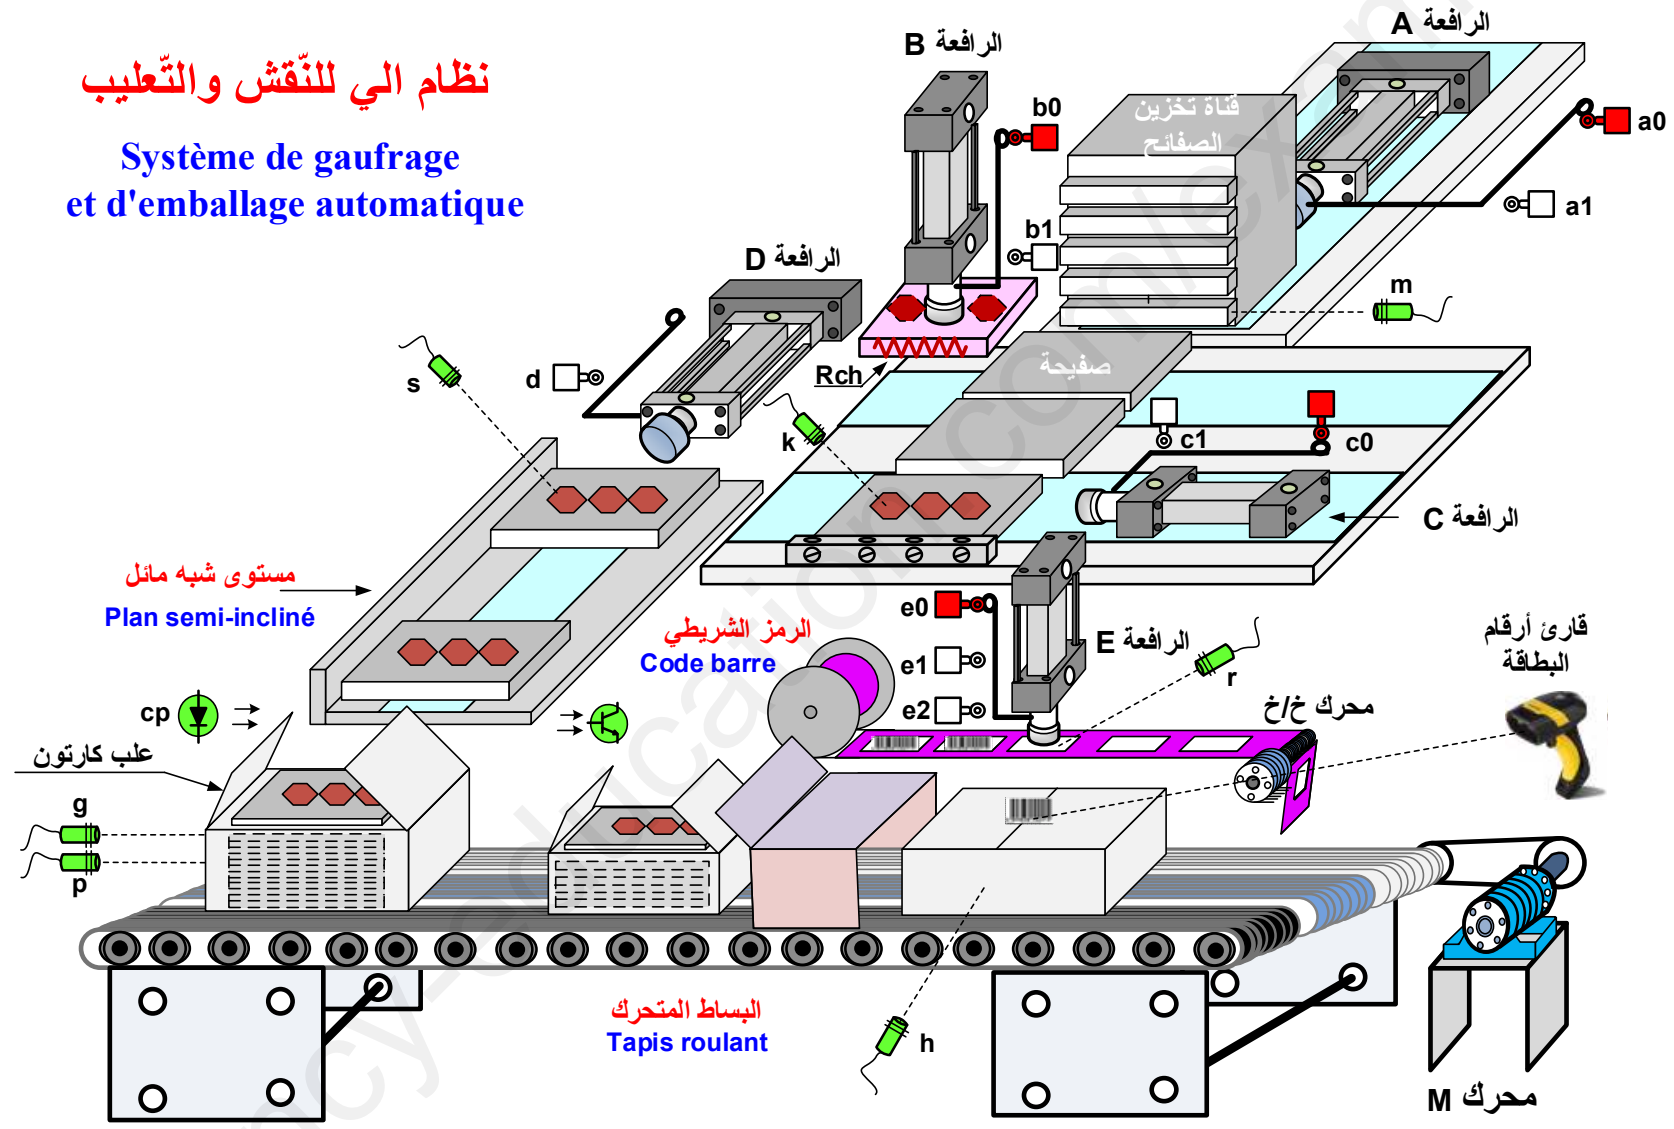 نظام الي للنّقش والتّعليب
Système de gaufrage
et d'emballage automatique
الرافعة B
الرافعة A
b0
قناة تخزين
الصفائح
a0
a1
b1
الرافعة D
m
s
d
Rch
صفيحة
k
c1
c0
الرافعة C
مستوى شبه مائل
Plan semi-incliné
e0
الرمز الشريطي
Code barre
e1
e2
الرافعة E
r
قارئ أرقام
البطاقة
cp
محرك خ/خ
علب كارتون
g
p
البساط المتحرك
Tapis roulant
h
محرك M